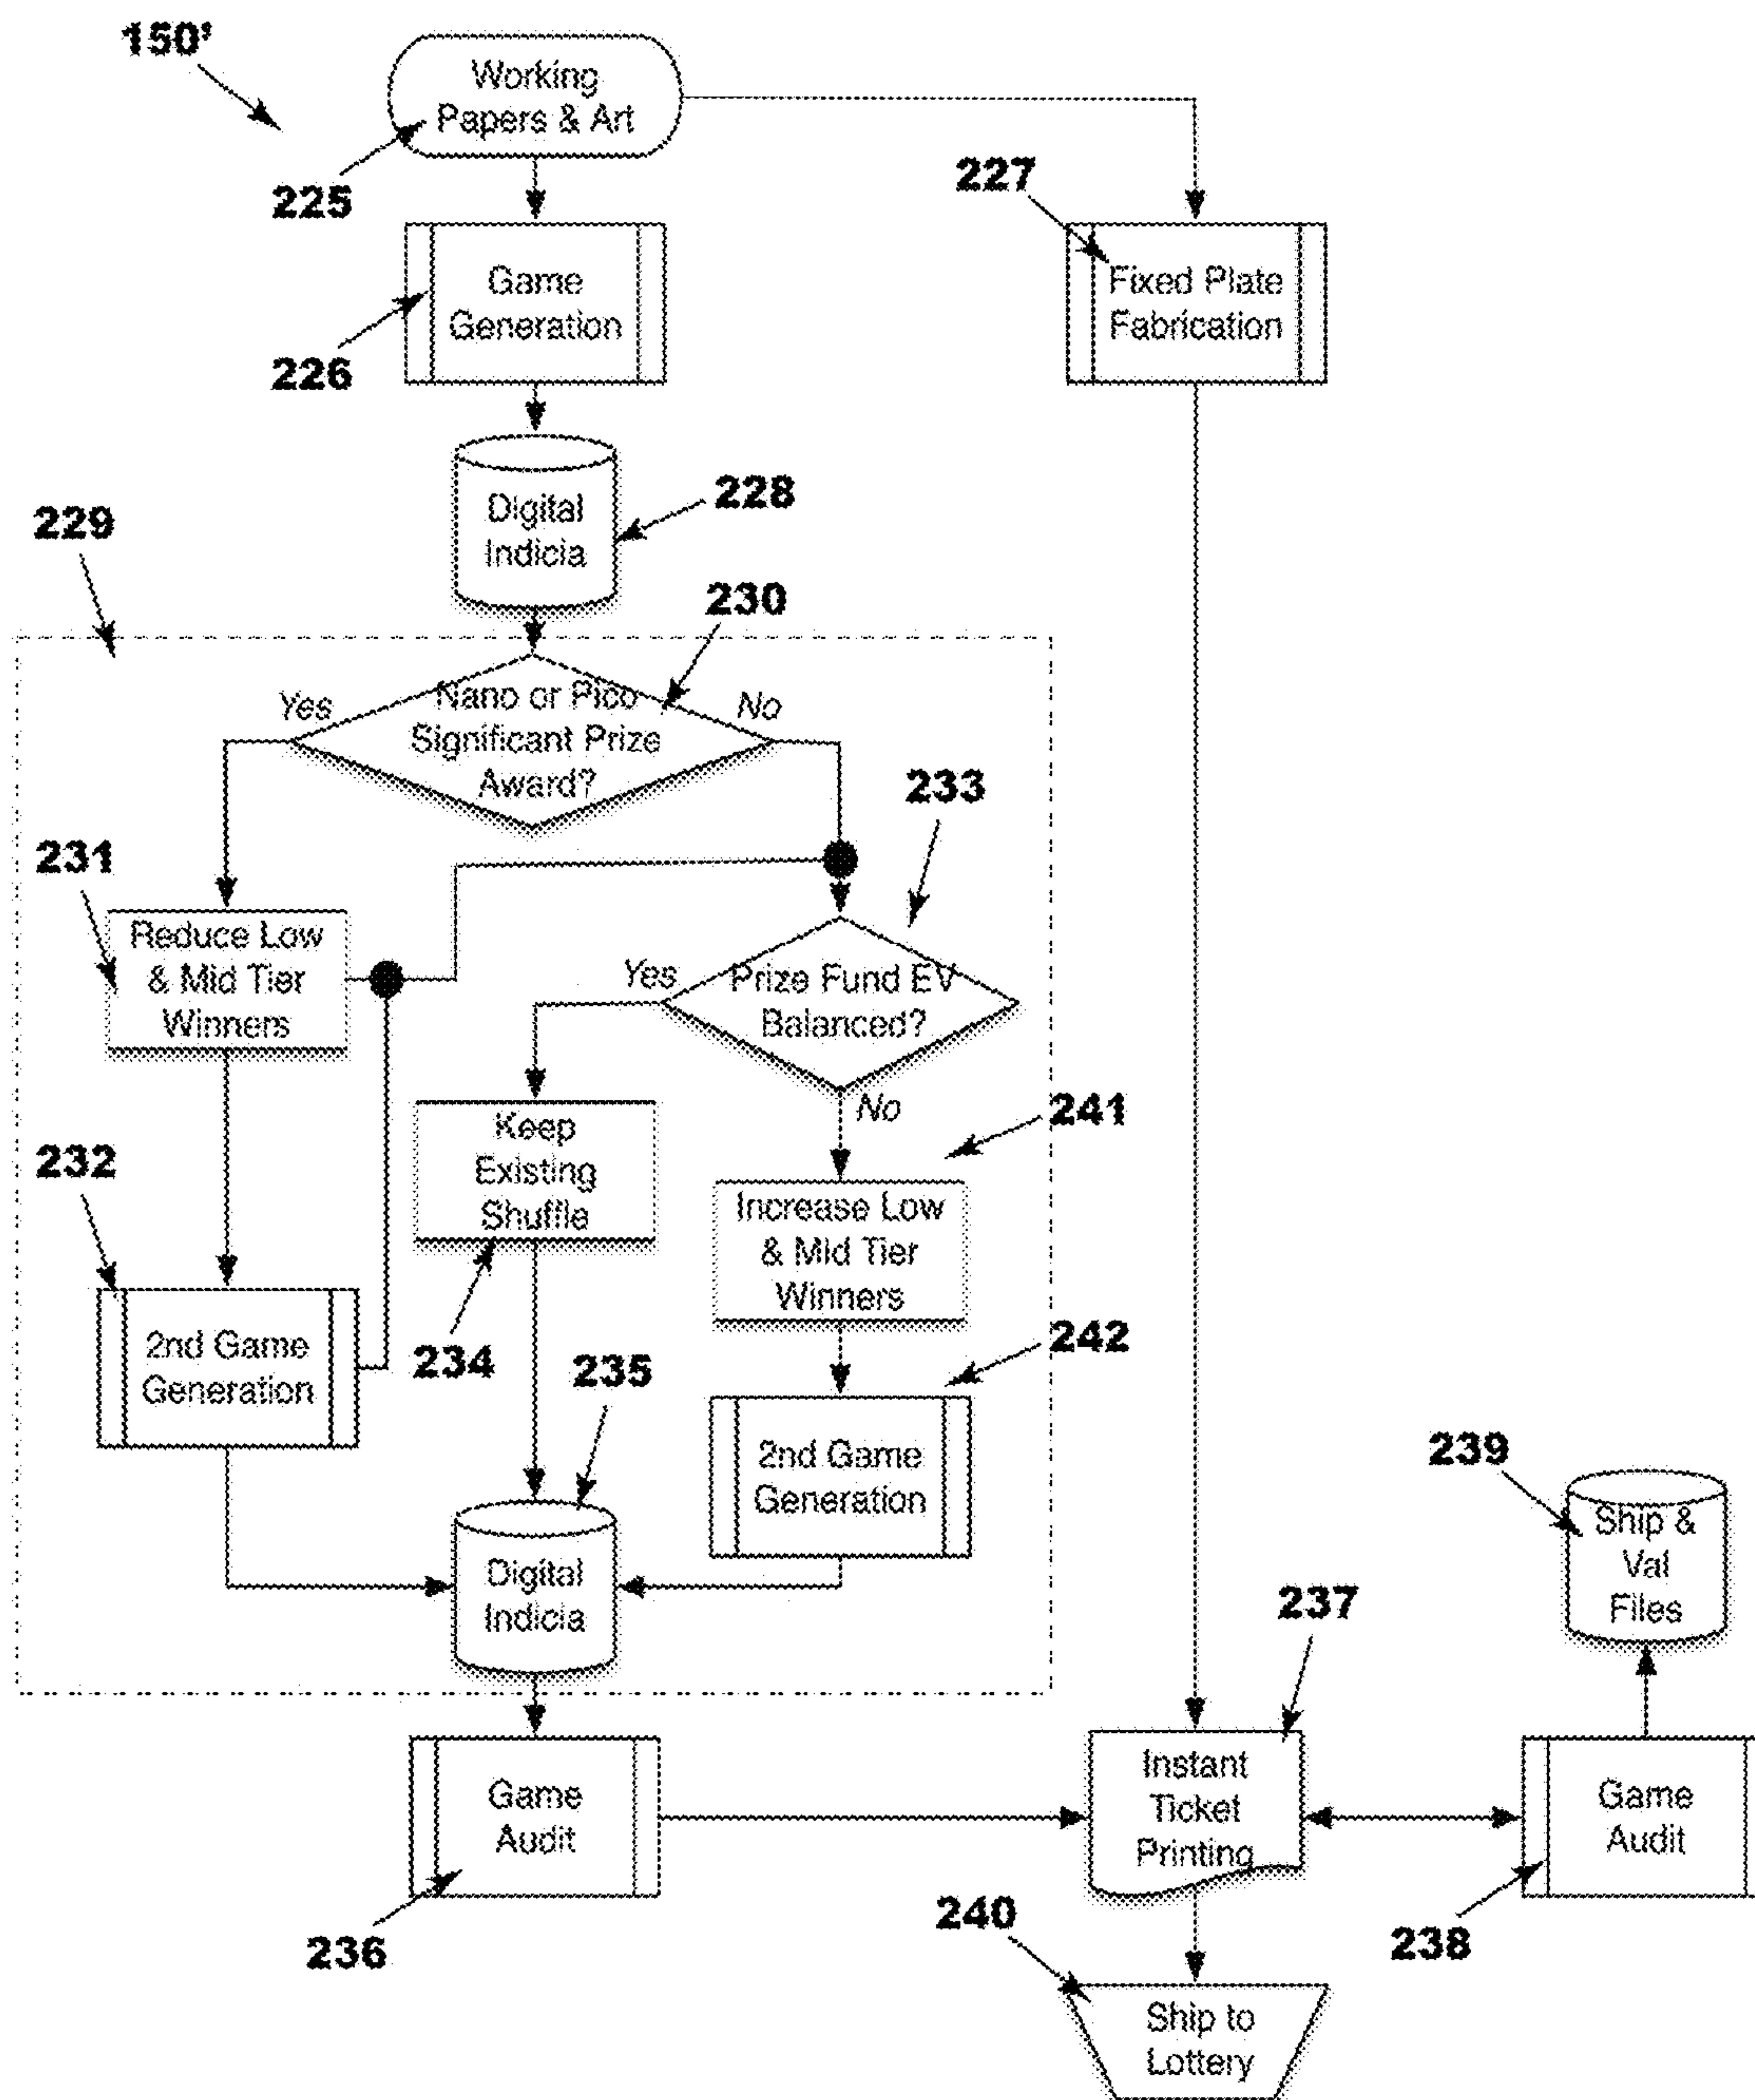 150'
Working
Papers & Art
225
227
Game
Generation
226
Fixed Plate
Fabrication
Digital
Indicia
228
229
230
Nano or Pico
Significant Prize
Award?
Yes
No
233
231
Reduce Low
& Mid Tier
Winners
Yes
Prize Fund EV
Balanced?
No
241
Keep
Existing
Shuffle
232
Increase Low
& Mid Tier
Winners
234
235
242
2nd Game
Generation
2nd Game
Generation
239
Ship &
Val
Files
Digital
Indicia
237
Game
Audit
Instant
Ticket
Printing
Game
Audit
236
240
238
Ship to
Lottery